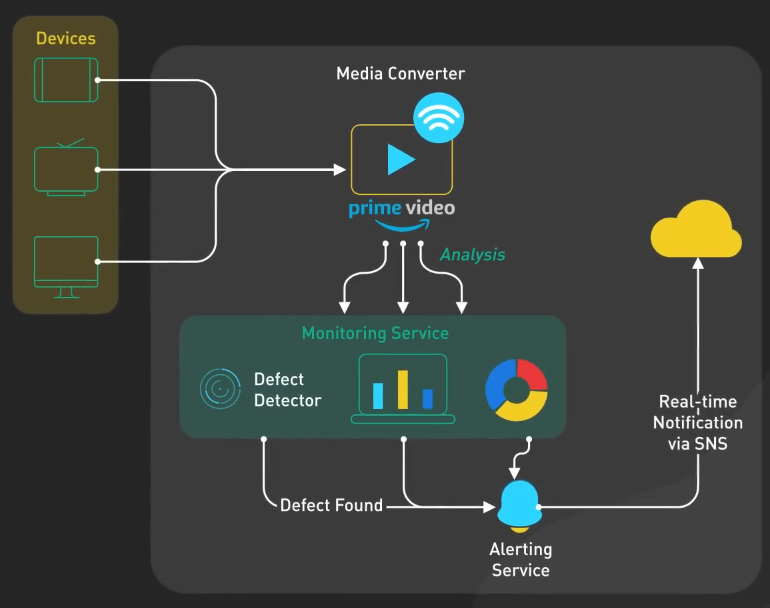 Devices
Media Converter
prime video
Analysis
Monitoring Service
Defect
Detector
Real-time
Notification
via SNS
Defect Found
Alerting
Service